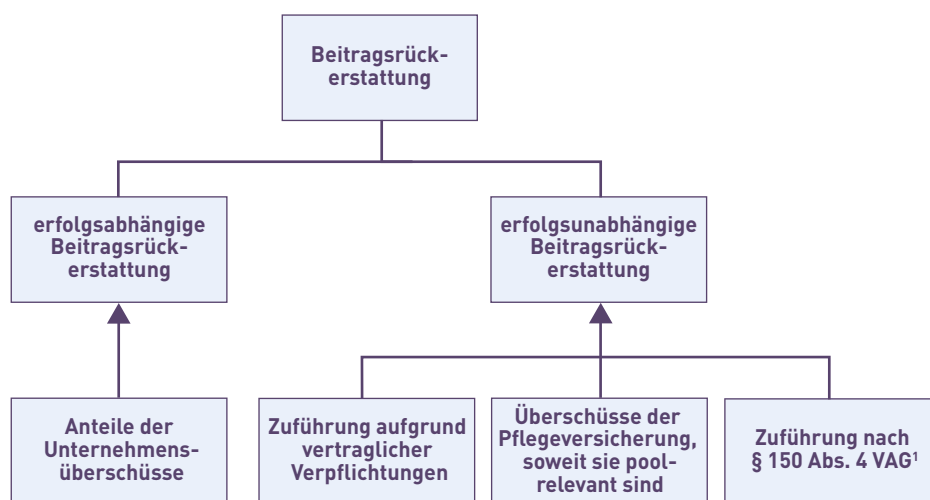 Beitragsrück-
erstattung
erfolgsabhängige
Beitragsrück-
erstattung
erfolgsunabhängige
Beitragsrück-
erstattung
Anteile der
Unternehmens-
überschüsse
Zuführung aufgrund
vertraglicher
Verpflichtungen
Überschüsse der
Pflegeversicherung,
soweit sie pool-
relevant sind
Zuführung nach
§ 150 Abs. 4 VAG¹